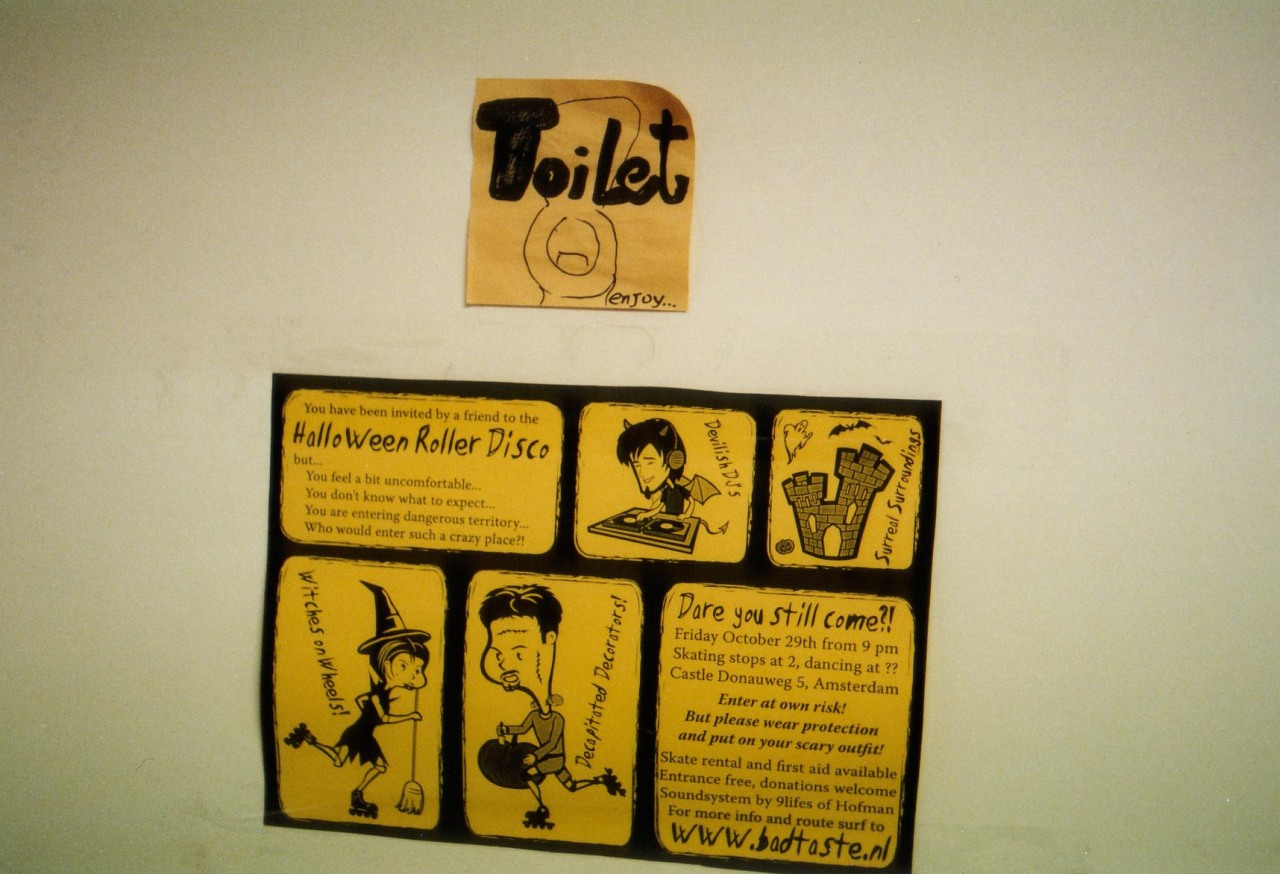 Toilet
enjoy...
You have been invited by a friend to the
Halloween Roller Disco
but...
You feel a bit uncomfortable...
You don't know what to expect...
You are entering dangerous territory...
Who would enter such a crazy place?!
Devilish DJ's
Surreal Surroundings
Witches on Wheels!
Decapitated Decorators!
Dare you still come?!
Friday October 29th from 9 pm
Skating stops at 2, dancing at ??
Castle Donauweg 5, Amsterdam
Enter at own risk!
But please wear protection
and put on your scary outfit!
Skate rental and first aid available
Entrance free, donations welcome
Soundsystem by 9lifes of Hofman
For more info and route surf to
www.badtaste.nl